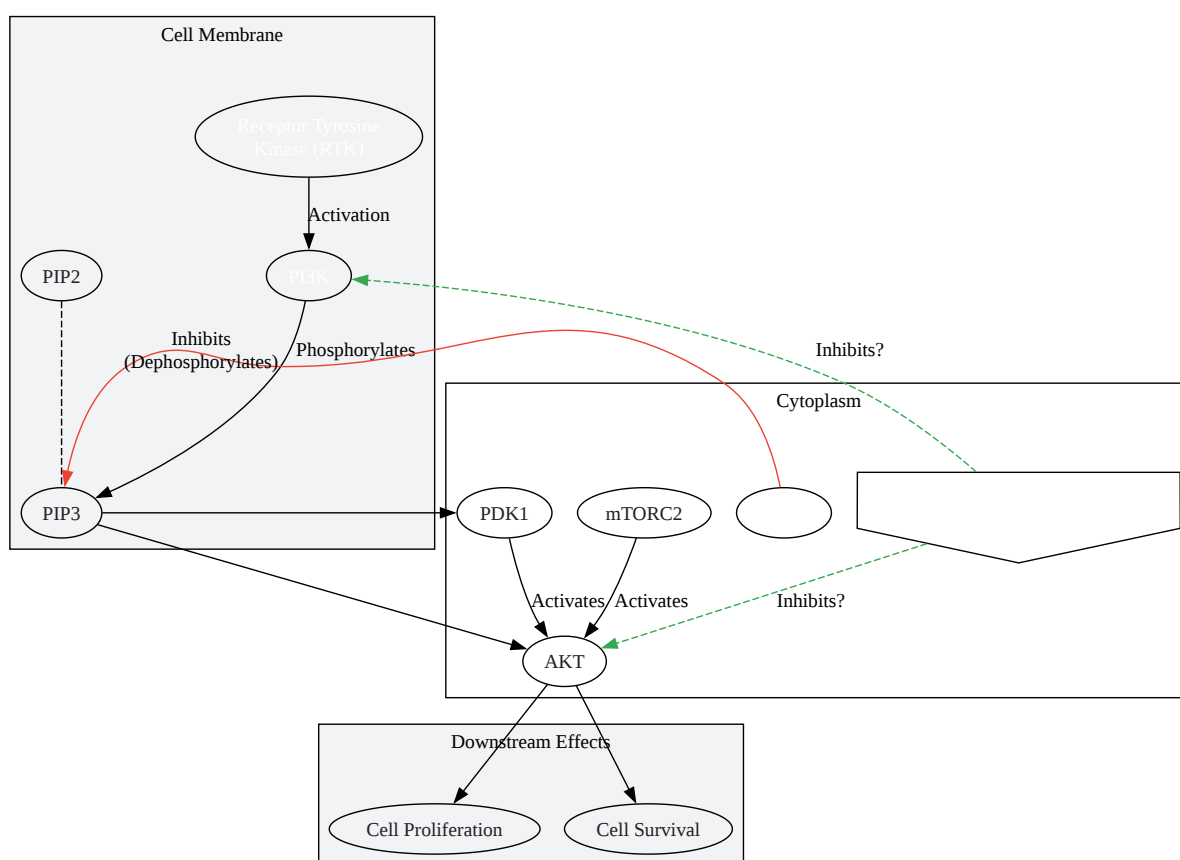 Cell Membrane
Receptor Tyrosine
Kinase (RTK)
Activation
PIP2
PI3K
Inhibits
(Dephosphorylates)
Phosphorylates
Inhibits?
Cytoplasm
PIP3
PDK1
mTORC2
Activates
Activates
Inhibits?
AKT
Downstream Effects
Cell Proliferation
Cell Survival